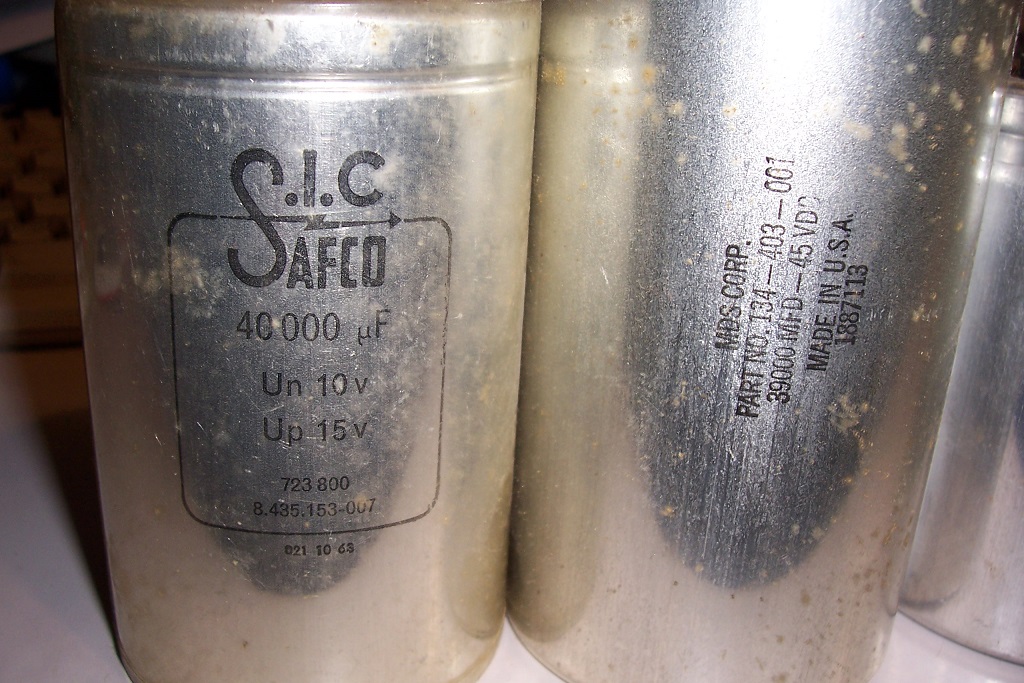 S.I.C
SAFCO
40 000 µF
Un 10 v
Up 15 v
723 800
8.435.153-007
021 10 68
MDS CORP.
PART NO. 134-403-001
39000 MFD-45 VDC
MADE IN U.S.A.
1887113